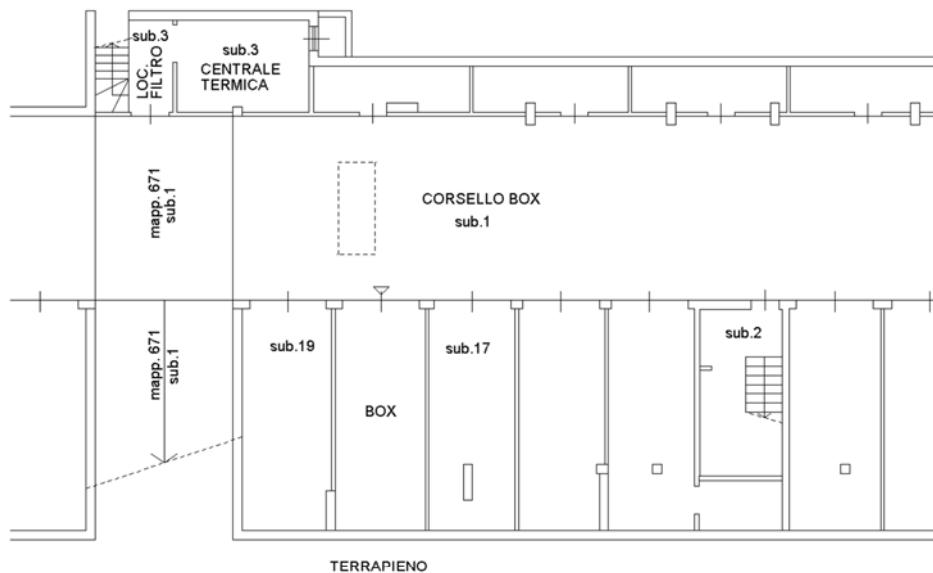 sub.3
LOC.
FILTRO
sub.3
CENTRALE
TERMICA
mapp. 671
sub.1
CORSELLO BOX
sub.1
mapp. 671
sub.1
sub.19
BOX
sub.17
sub.2
TERRAPIENO